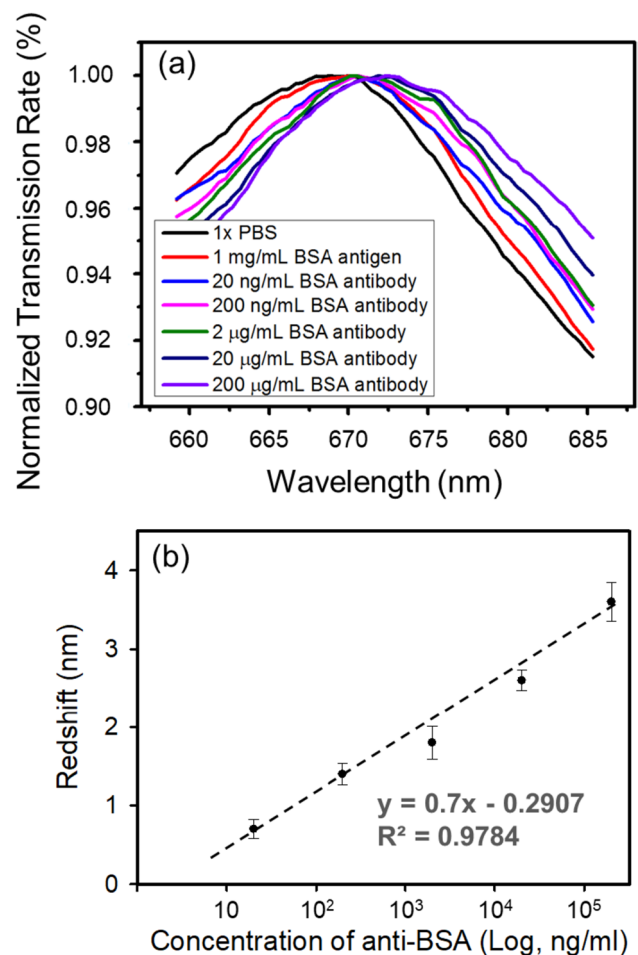 (a)
Normalized Transmission Rate (%)
1.00
0.98
0.96
0.94
0.92
0.90
1x PBS
1 mg/mL BSA antigen
20 ng/mL BSA antibody
200 ng/mL BSA antibody
2 μg/mL BSA antibody
20 μg/mL BSA antibody
200 μg/mL BSA antibody
660 665 670 675 680 685
Wavelength (nm)
(b)
Redshift (nm)
4
3
2
1
0
y = 0.7x - 0.2907
R² = 0.9784
10 10² 10³ 10⁴ 10⁵
Concentration of anti-BSA (Log, ng/ml)